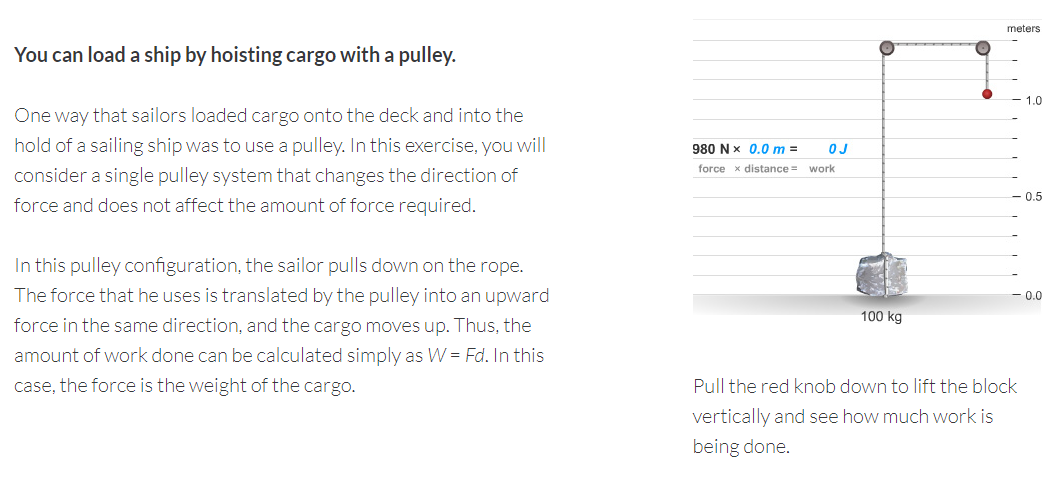 You can load a ship by hoisting cargo with a pulley.
One way that sailors loaded cargo onto the deck and into the
hold of a sailing ship was to use a pulley. In this exercise, you will
consider a single pulley system that changes the direction of
force and does not affect the amount of force required.
In this pulley configuration, the sailor pulls down on the rope.
The force that he uses is translated by the pulley into an upward
force in the same direction, and the cargo moves up. Thus, the
amount of work done can be calculated simply as W = Fd. In this
case, the force is the weight of the cargo.
meters
1.0
980 N × 0.0 m = 0 J
force × distance = work
0.5
0.0
100 kg
Pull the red knob down to lift the block
vertically and see how much work is
being done.